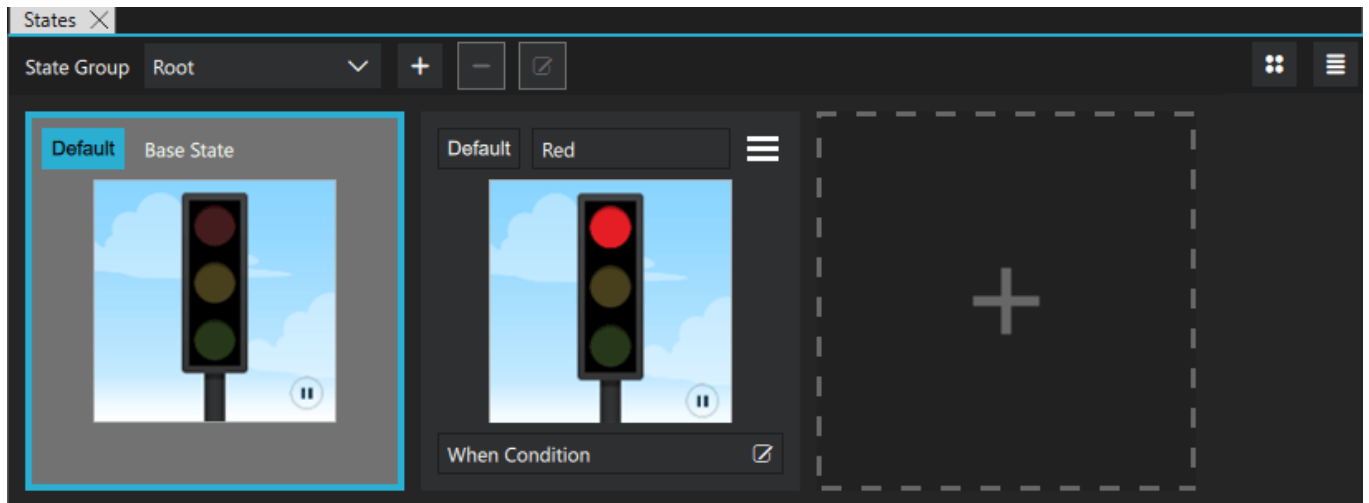 States
State Group Root
Default Base State
Default Red
When Condition